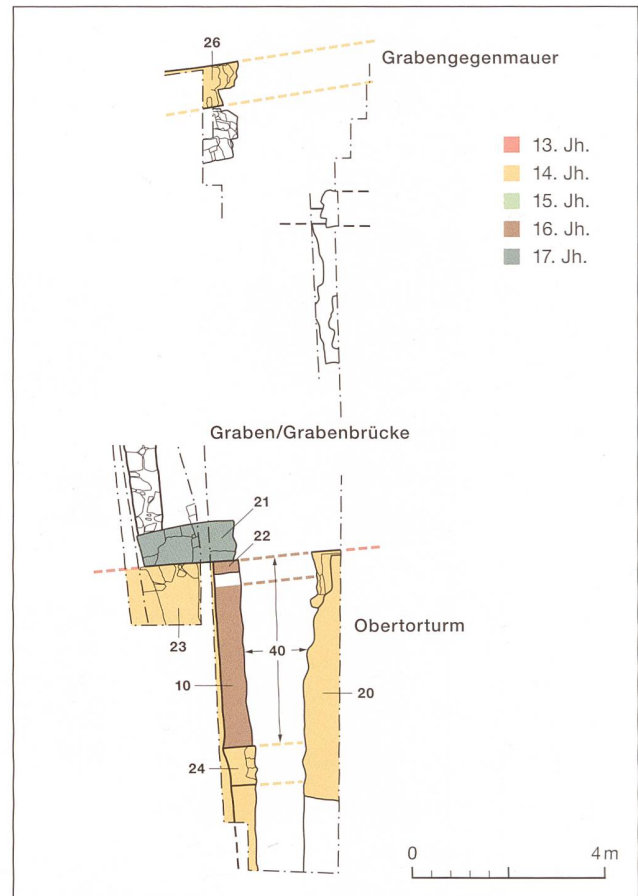 26
Grabengegenmauer
13. Jh.
14. Jh.
15. Jh.
16. Jh.
17. Jh.
Graben/Grabenbrücke
21
22
Obertorturm
23
40
10
20
24
0 4 m